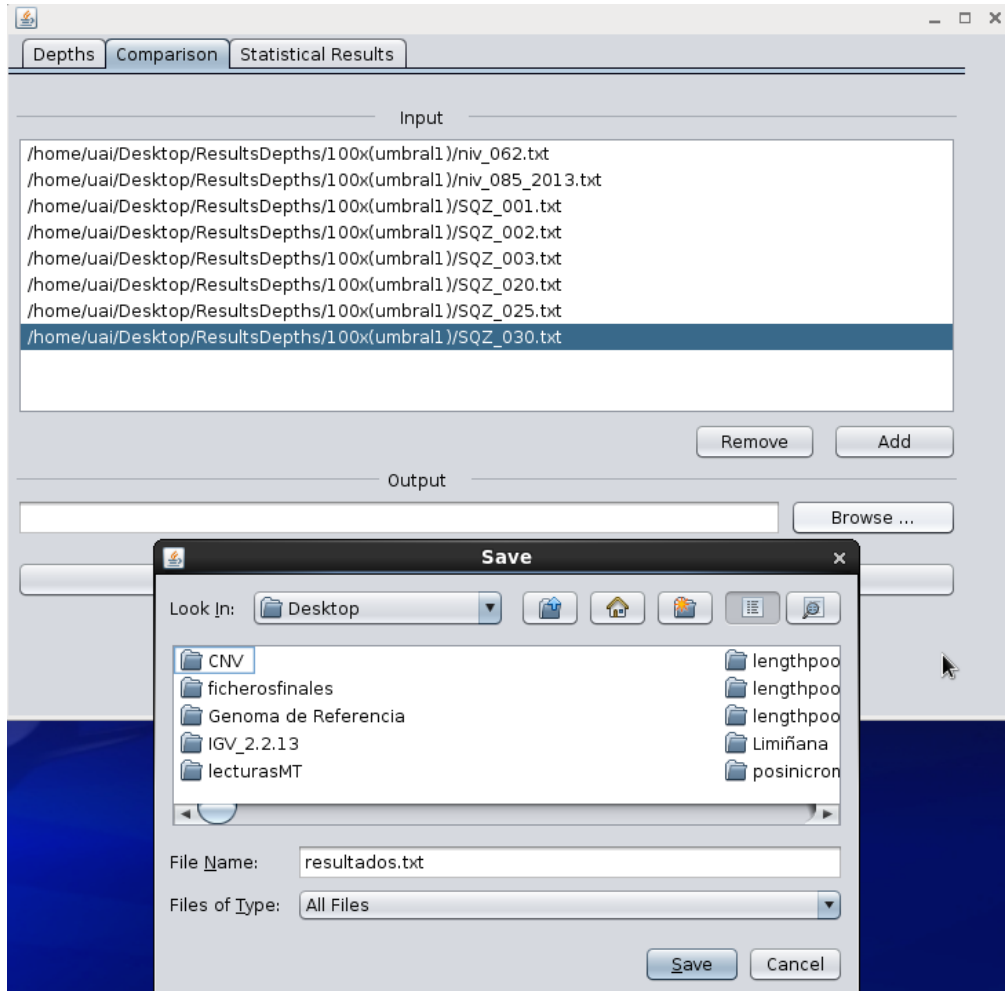 Depths Comparison Statistical Results
Input
/home/uai/Desktop/ResultsDepths/100x(umbral1)/niv_062.txt
/home/uai/Desktop/ResultsDepths/100x(umbral1)/niv_085_2013.txt
/home/uai/Desktop/ResultsDepths/100x(umbral1)/SQZ_001.txt
/home/uai/Desktop/ResultsDepths/100x(umbral1)/SQZ_002.txt
/home/uai/Desktop/ResultsDepths/100x(umbral1)/SQZ_003.txt
/home/uai/Desktop/ResultsDepths/100x(umbral1)/SQZ_020.txt
/home/uai/Desktop/ResultsDepths/100x(umbral1)/SQZ_025.txt
/home/uai/Desktop/ResultsDepths/100x(umbral1)/SQZ_030.txt
Remove Add
Output
Browse ...
Save
Look In: Desktop
CNV lengthpoo
ficherosfinales lengthpoo
Genoma de Referencia lengthpoo
IGV_2.2.13 Limiñana
lecturasMT posinicron
File Name: resultados.txt
Files of Type: All Files
Save Cancel